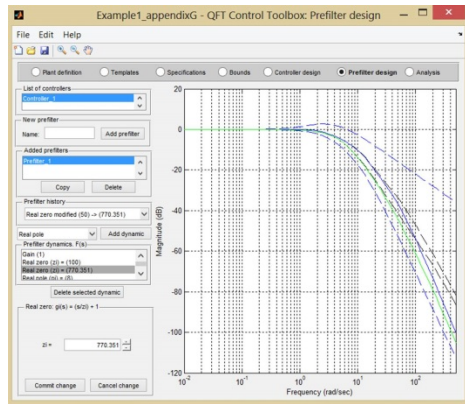 Example1_appendixG - QFT Control Toolbox: Prefilter design
File Edit Help
Plant definition Templates Specifications Bounds Controller design Prefilter design Analysis
List of controllers
Controller_1
New prefilter
Name: Add prefilter
Added prefilters
Prefilter_1
Copy Delete
Prefilter history
Real zero modified (50) -> (770.351)
Real pole Add dynamic
Prefilter dynamics. F(s)
Gain (1)
Real zero (zi) = (100)
Real zero (zi) = (770.351)
Real pole (pi) = (6)
Delete selected dynamic
Real zero: gi(s) = (s/zi) + 1
zi = 770.351
Commit change Cancel change
Magnitude (dB)
20
0
-20
-40
-60
-80
-100
-120
10^-2 10^-1 10^0 10^1 10^2
Frequency (rad/sec)